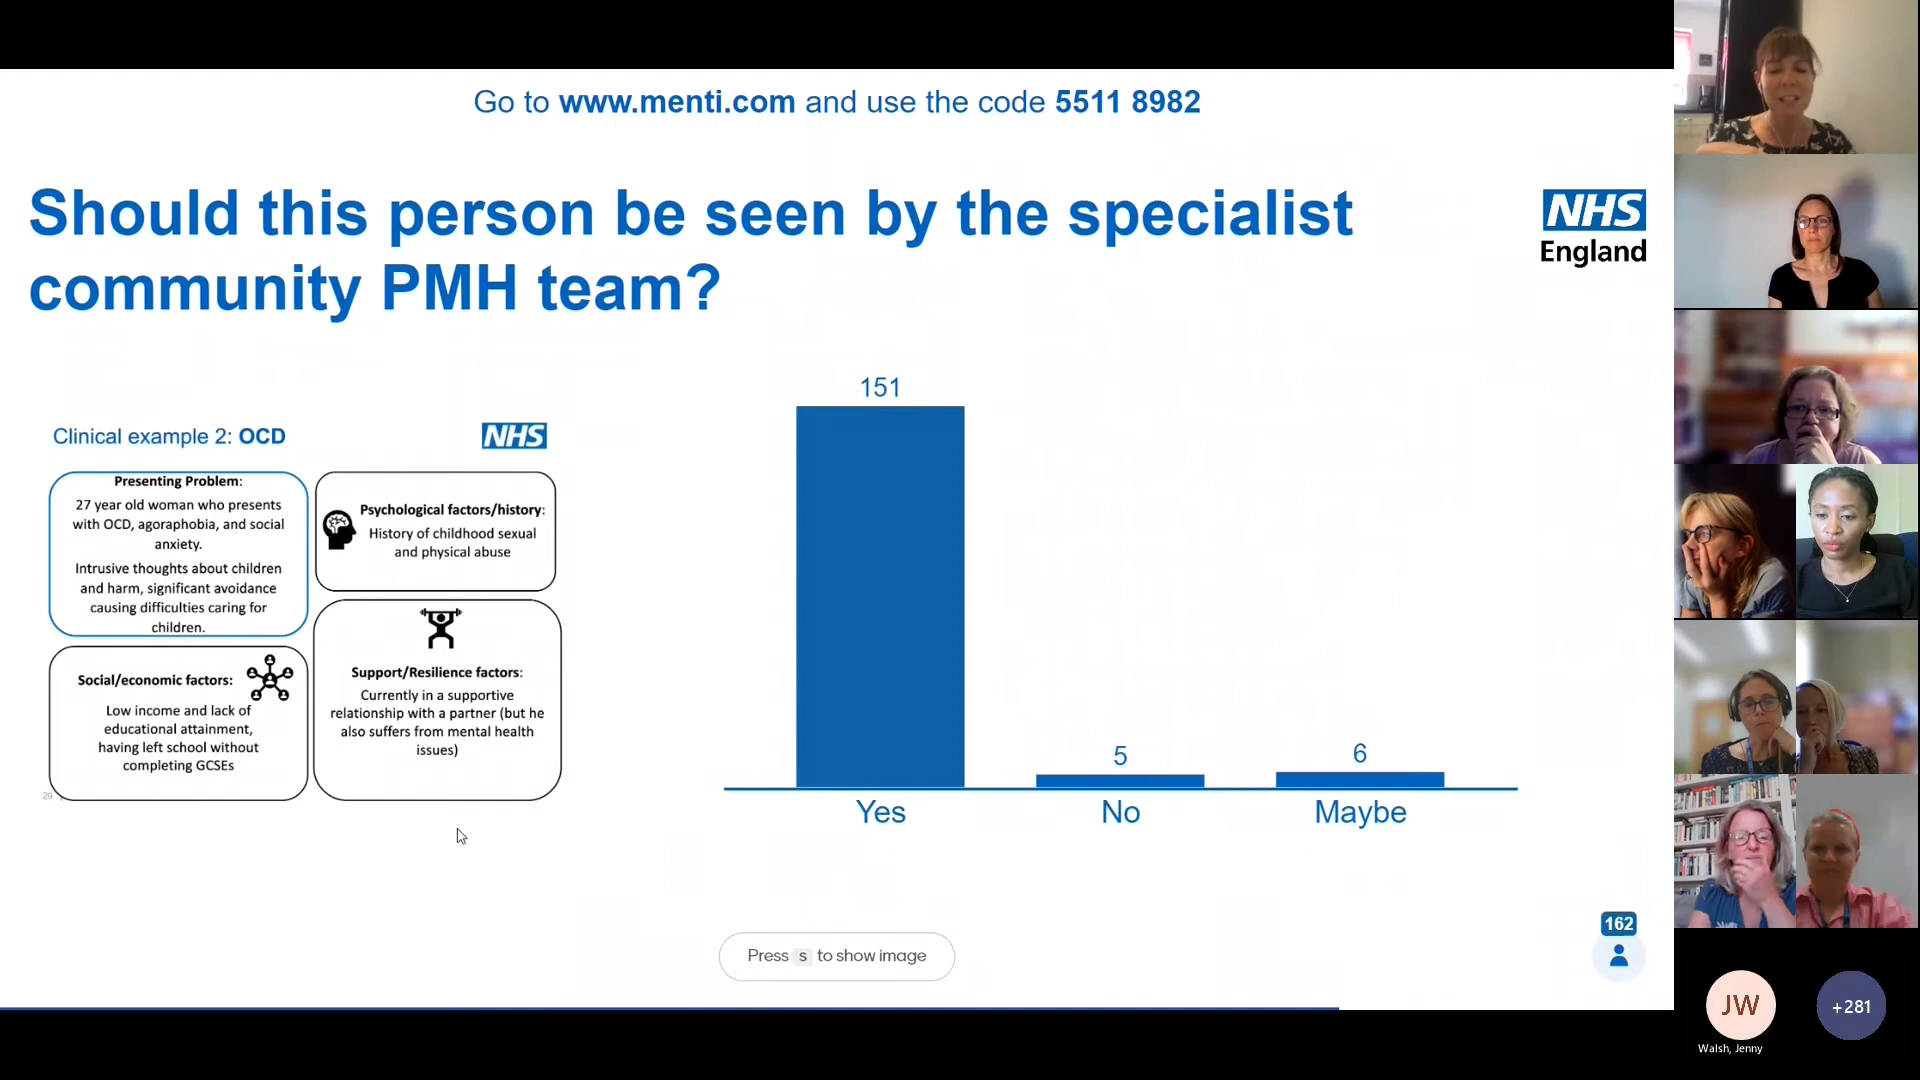 Go to www.menti.com and use the code 5511 8982
Should this person be seen by the specialist
community PMH team?
NHS
England
Clinical example 2: OCD
NHS
Presenting Problem:
27 year old woman who presents
with OCD, agoraphobia, and social
anxiety.
Intrusive thoughts about children
and harm, significant avoidance
causing difficulties caring for
children.
Psychological factors/history:
History of childhood sexual
and physical abuse
Social/economic factors:
Low income and lack of
educational attainment,
having left school without
completing GCSEs
Support/Resilience factors:
Currently in a supportive
relationship with a partner (but he
also suffers from mental health
issues)
29
151
5
6
Yes
No
Maybe
Press s to show image
162
JW
Walsh, Jenny
+281